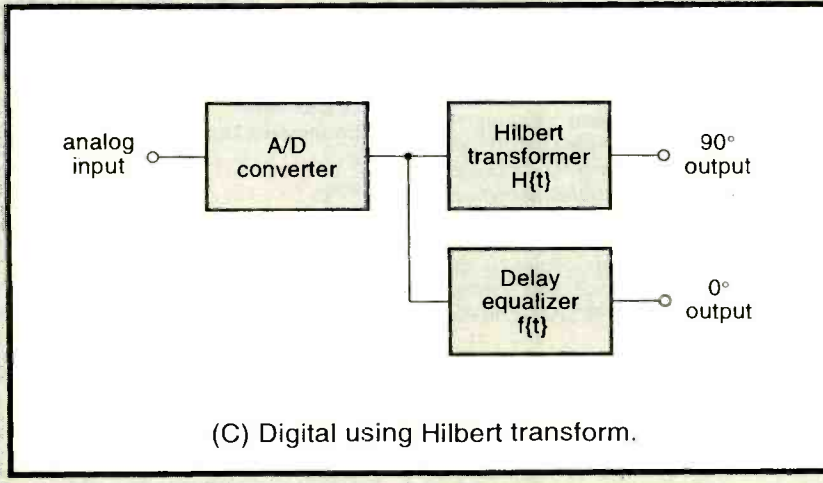 analog
input
A/D
converter
Hilbert
transformer
H{t}
90°
output
Delay
equalizer
f{t}
0°
output
(C) Digital using Hilbert transform.